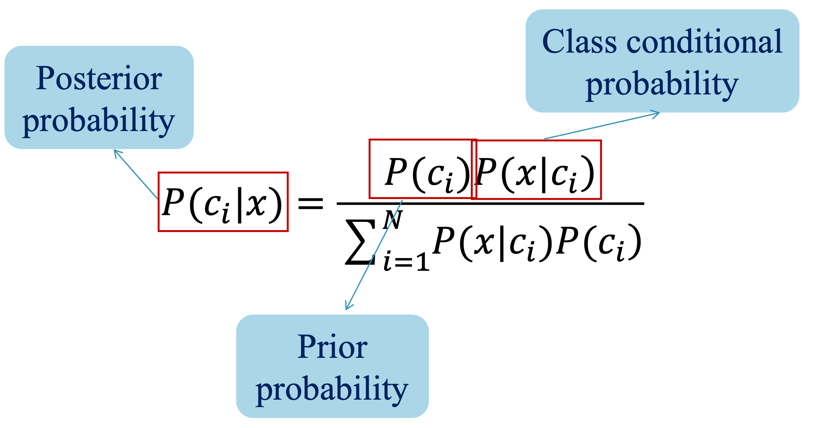 Class conditional
probability
Posterior
probability
P(c_i)P(x|c_i)
P(c_i|x) =
∑_{i=1}^{N} P(x|c_i)P(c_i)
Prior
probability